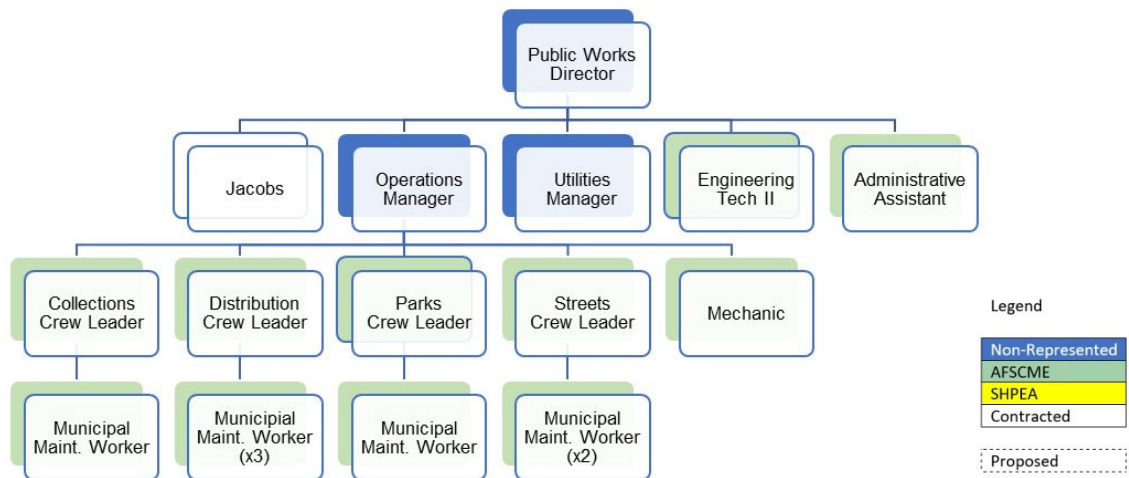 Public Works
Director
Jacobs
Operations
Manager
Utilities
Manager
Engineering
Tech II
Administrative
Assistant
Collections
Crew Leader
Distribution
Crew Leader
Parks
Crew Leader
Streets
Crew Leader
Mechanic
Municipal
Maint. Worker
Municipial
Maint. Worker
(x3)
Municipal
Maint. Worker
Municipal
Maint. Worker
(x2)
Legend
Non-Represented
AFSCME
SHPEA
Contracted
Proposed